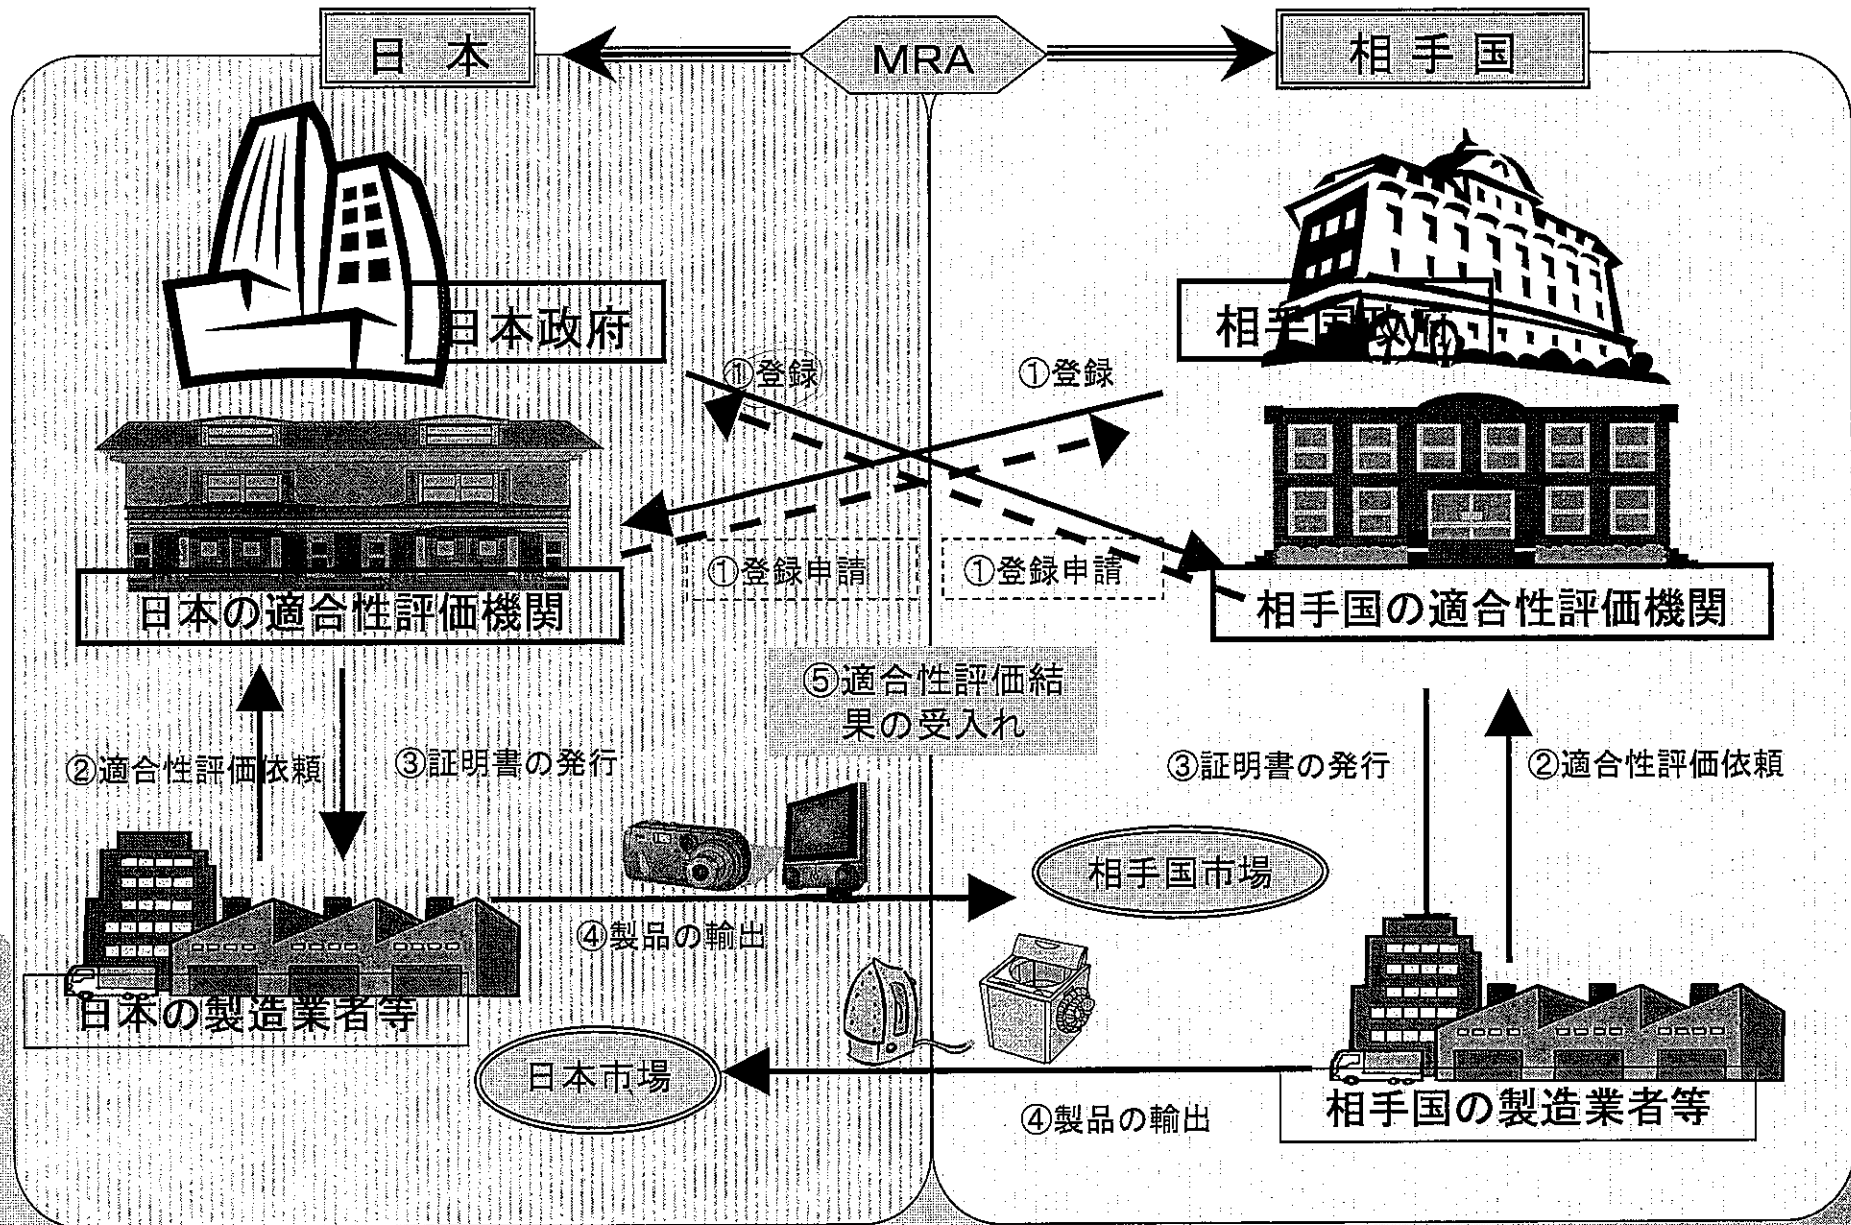 日本
MRA
相手国
日本政府
相手国政府
①登録
①登録
①登録申請
①登録申請
日本の適合性評価機関
相手国の適合性評価機関
⑤適合性評価結
果の受入れ
②適合性評価依頼
③証明書の発行
③証明書の発行
②適合性評価依頼
相手国市場
④製品の輸出
日本の製造業者等
日本市場
④製品の輸出
相手国の製造業者等